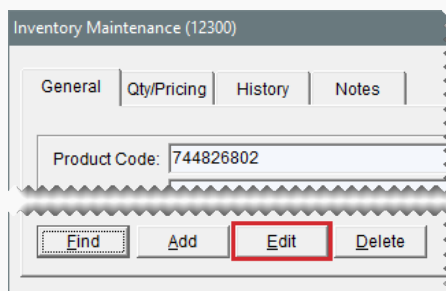 Inventory Maintenance (12300)
General Qty/Pricing History Notes
Product Code: 744826802
Find Add Edit Delete